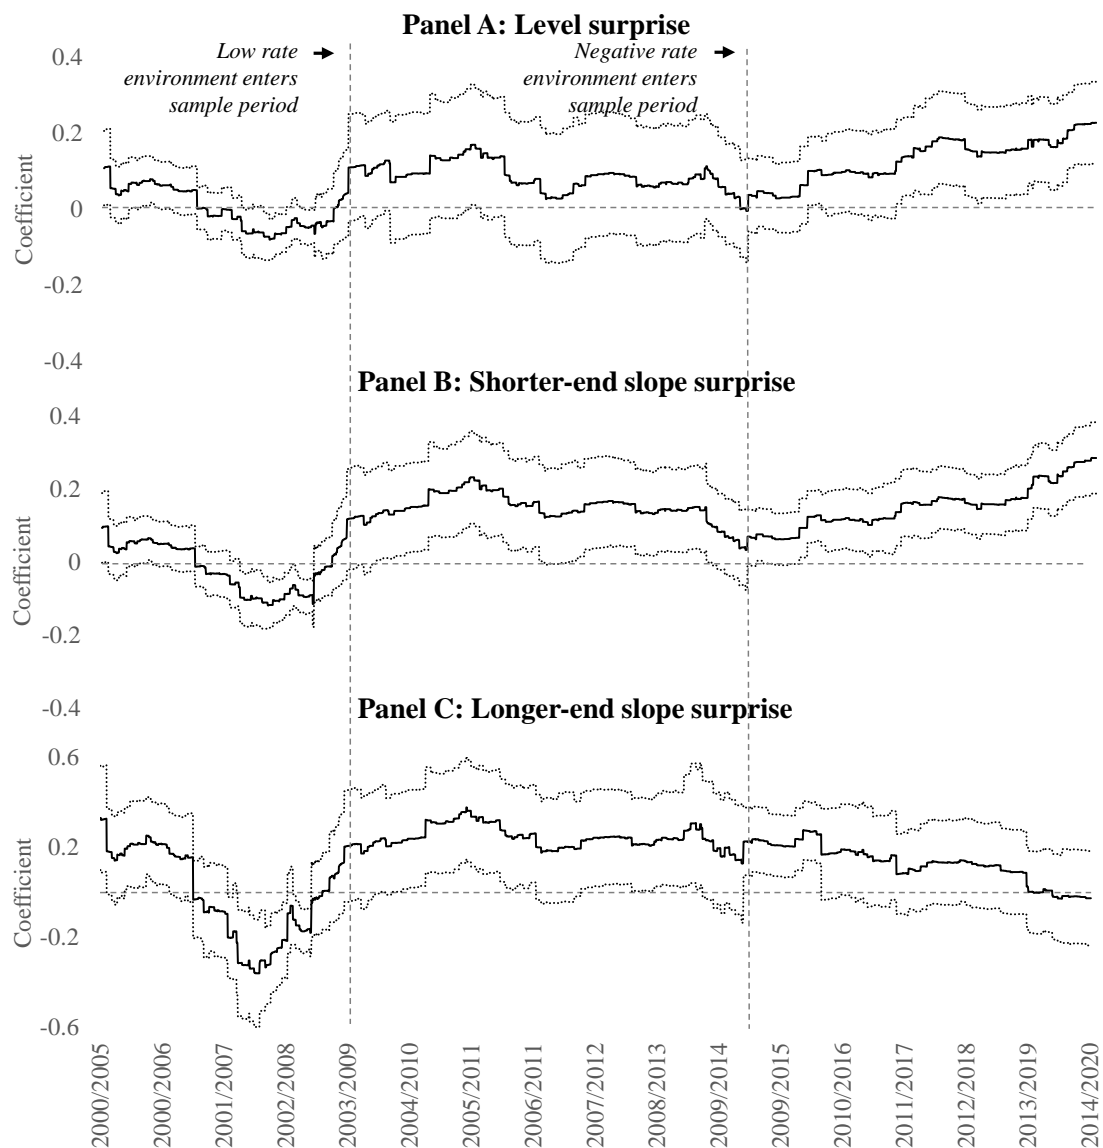 Panel A: Level surprise
Low rate
environment enters
sample period
Negative rate
environment enters
sample period
0.4
0.2
0
-0.2
-0.4
Coefficient
Panel B: Shorter-end slope surprise
0.4
0.2
0
-0.2
-0.4
Coefficient
Panel C: Longer-end slope surprise
0.6
0.2
-0.2
-0.6
Coefficient
2000/2005
2000/2006
2001/2007
2002/2008
2003/2009
2004/2010
2005/2011
2006/2011
2007/2012
2008/2013
2009/2014
2009/2015
2010/2016
2011/2017
2012/2018
2013/2019
2014/2020